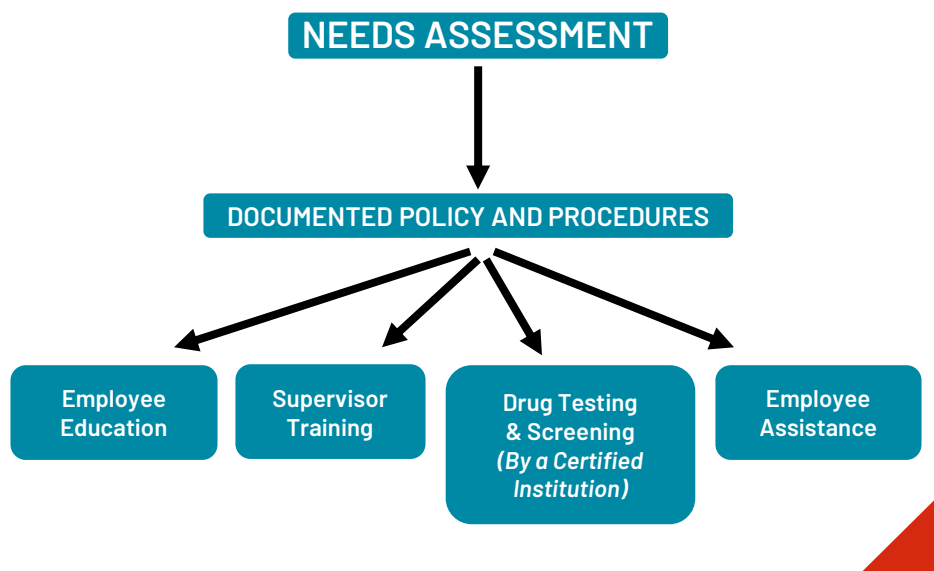 NEEDS ASSESSMENT
DOCUMENTED POLICY AND PROCEDURES
Employee
Education
Supervisor
Training
Drug Testing
& Screening
(By a Certified
Institution)
Employee
Assistance